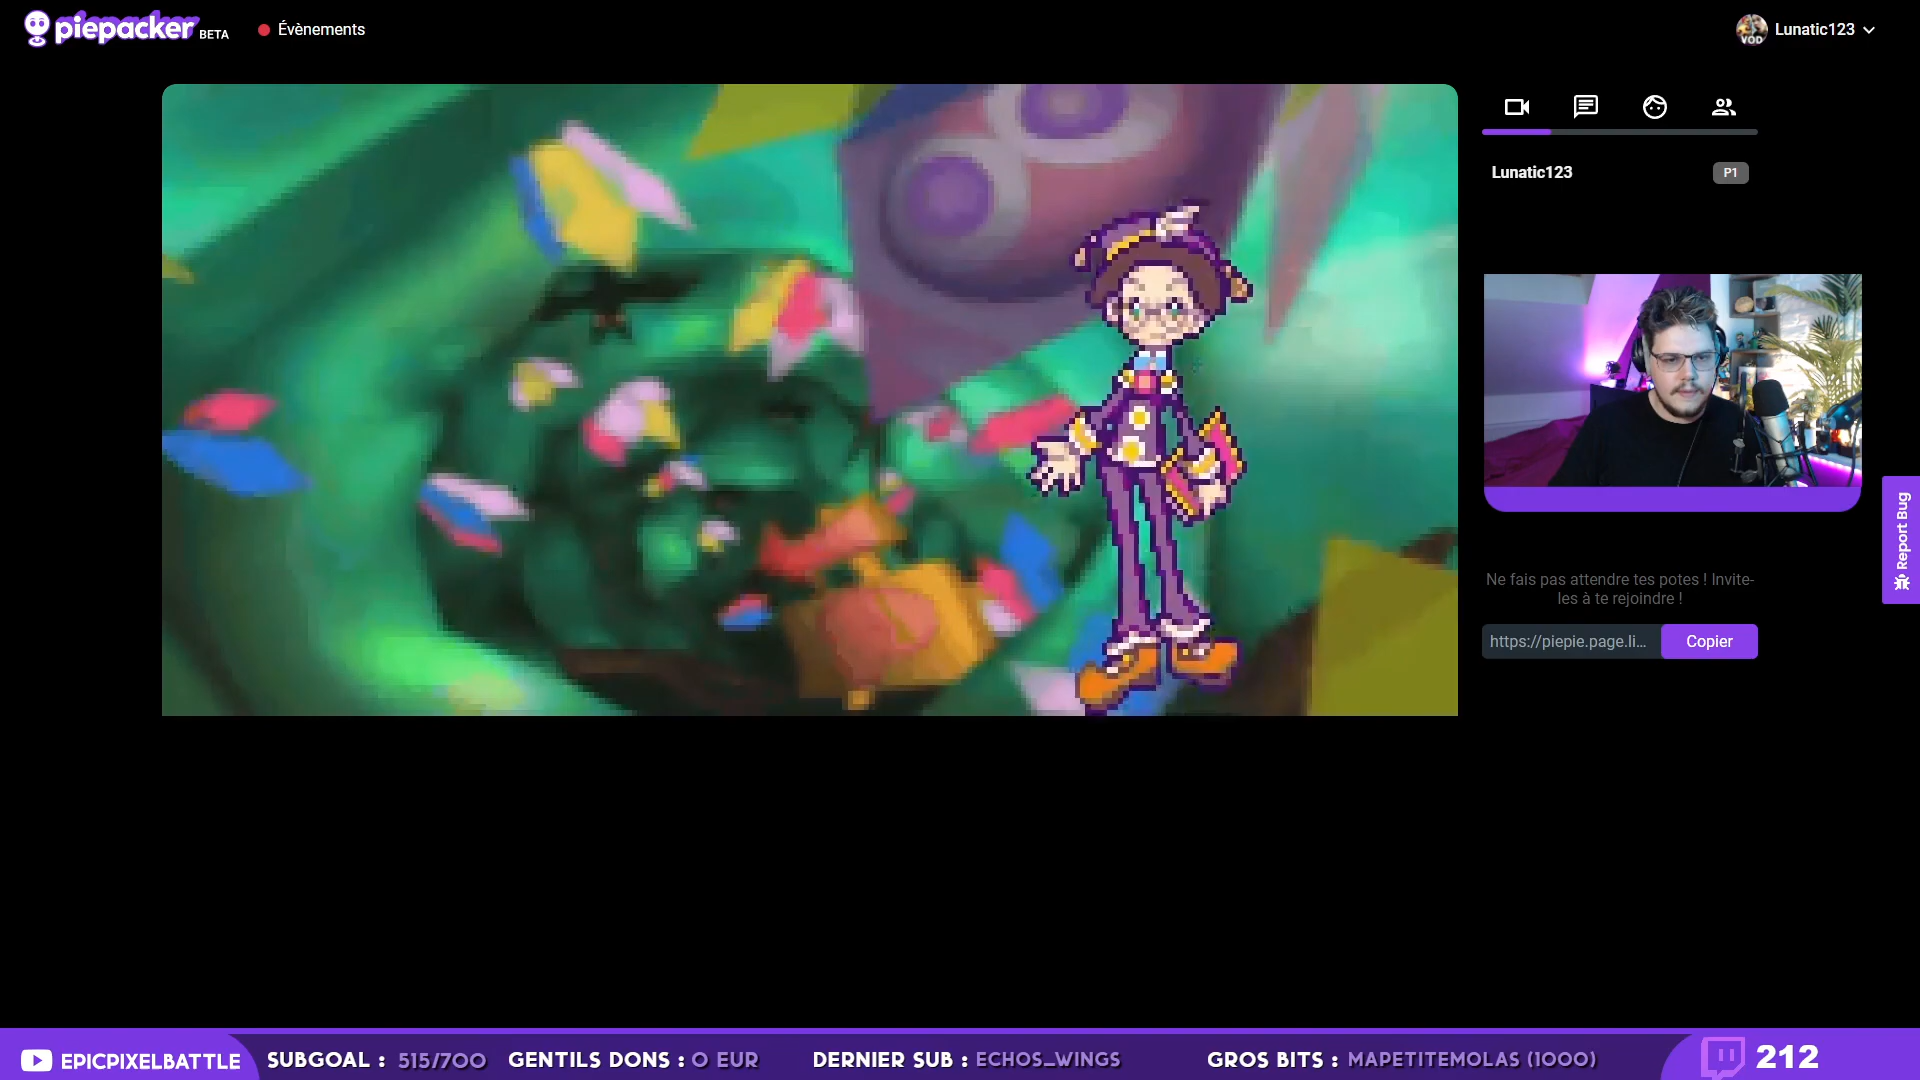 piepacker BETA
Évènements
Lunatic123
VOD
Lunatic123
P1
Report Bug
Ne fais pas attendre tes potes ! Invite-
les à te rejoindre !
https://piepie.page.li...
Copier
EPICPIXELBATTLE
SUBGOAL : 515/700
GENTILS DONS : 0 EUR
DERNIER SUB : ECHOS_WINGS
GROS BITS : MAPETITEMOLAS (1000)
212